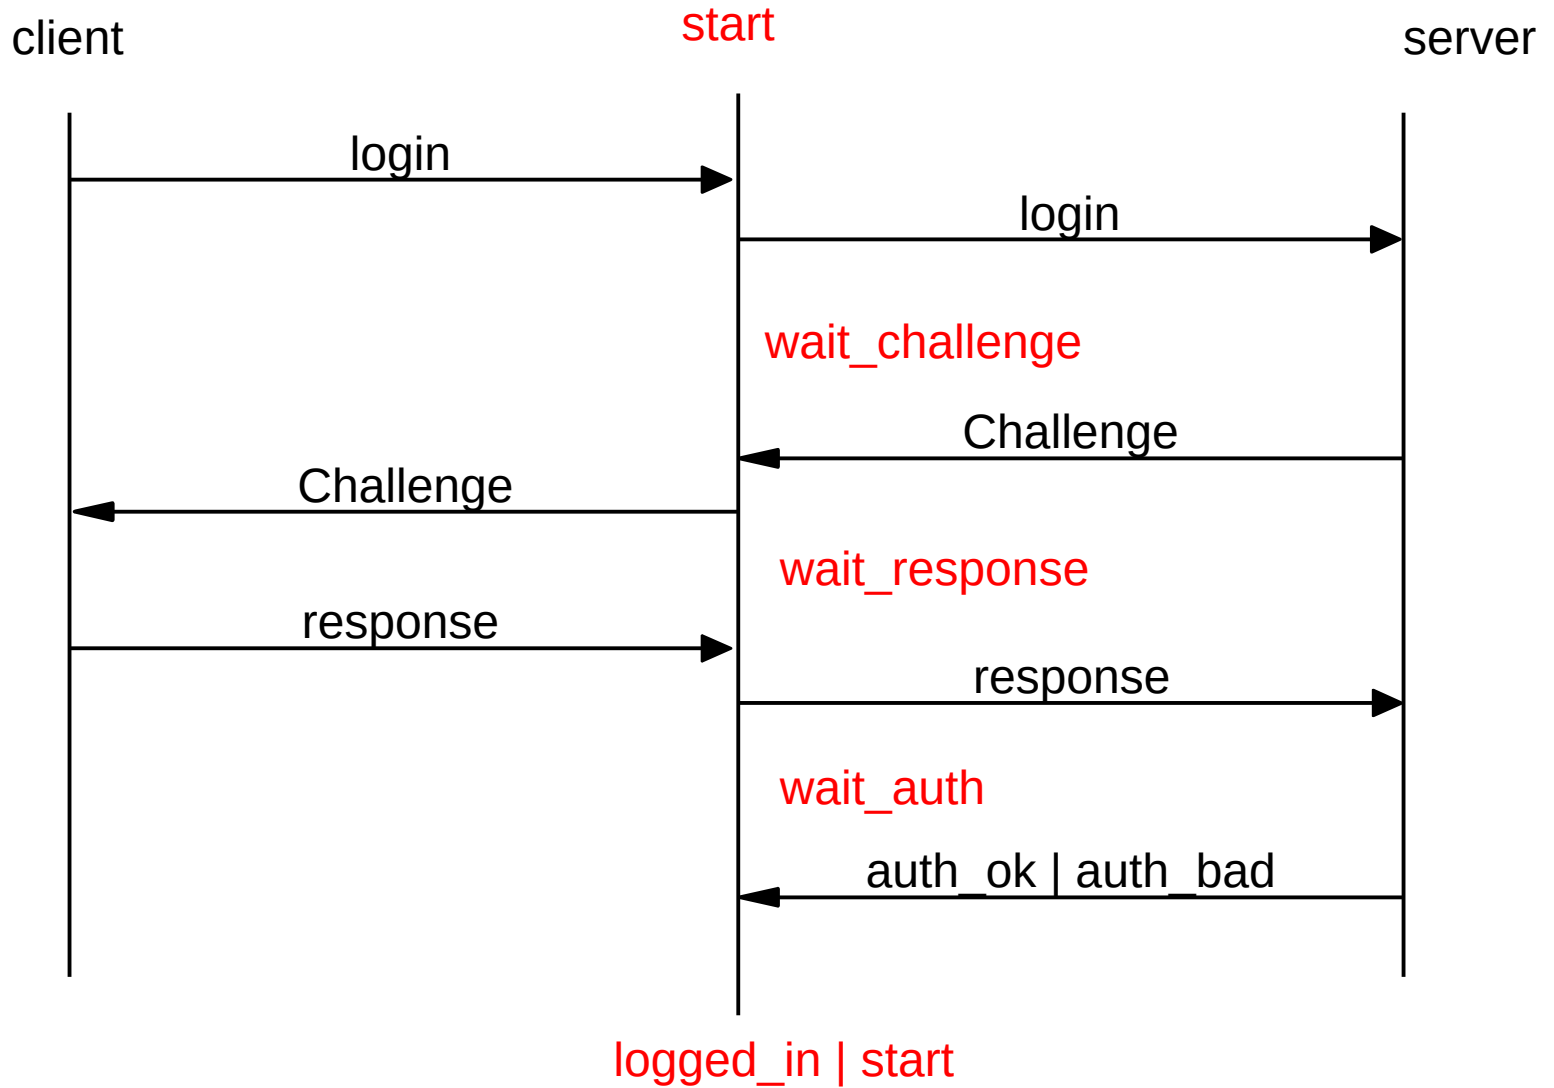 client
start
server
login
login
wait_challenge
Challenge
Challenge
wait_response
response
response
wait_auth
auth_ok | auth_bad
logged_in | start